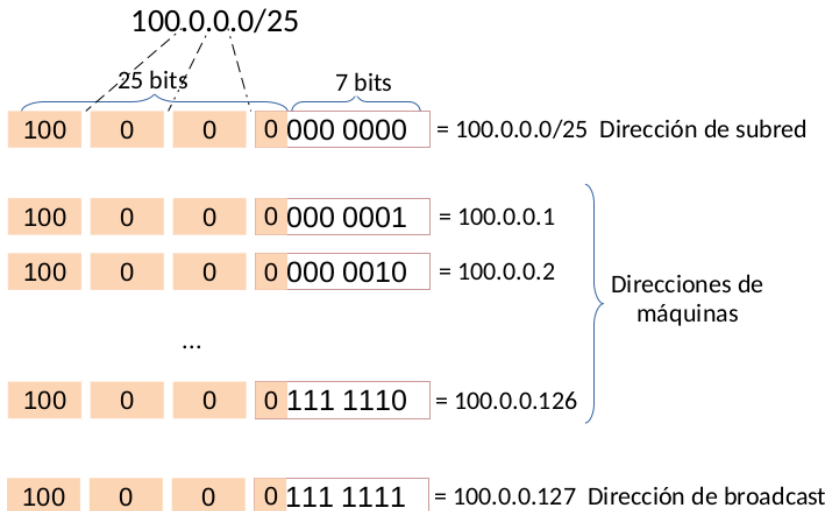 100.0.0.0/25
25 bits 7 bits
100 0 0 0 000 0000 = 100.0.0.0/25 Dirección de subred
100 0 0 0 000 0001 = 100.0.0.1
100 0 0 0 000 0010 = 100.0.0.2
Direcciones de
máquinas
...
100 0 0 0 111 1110 = 100.0.0.126
100 0 0 0 111 1111 = 100.0.0.127 Dirección de broadcast